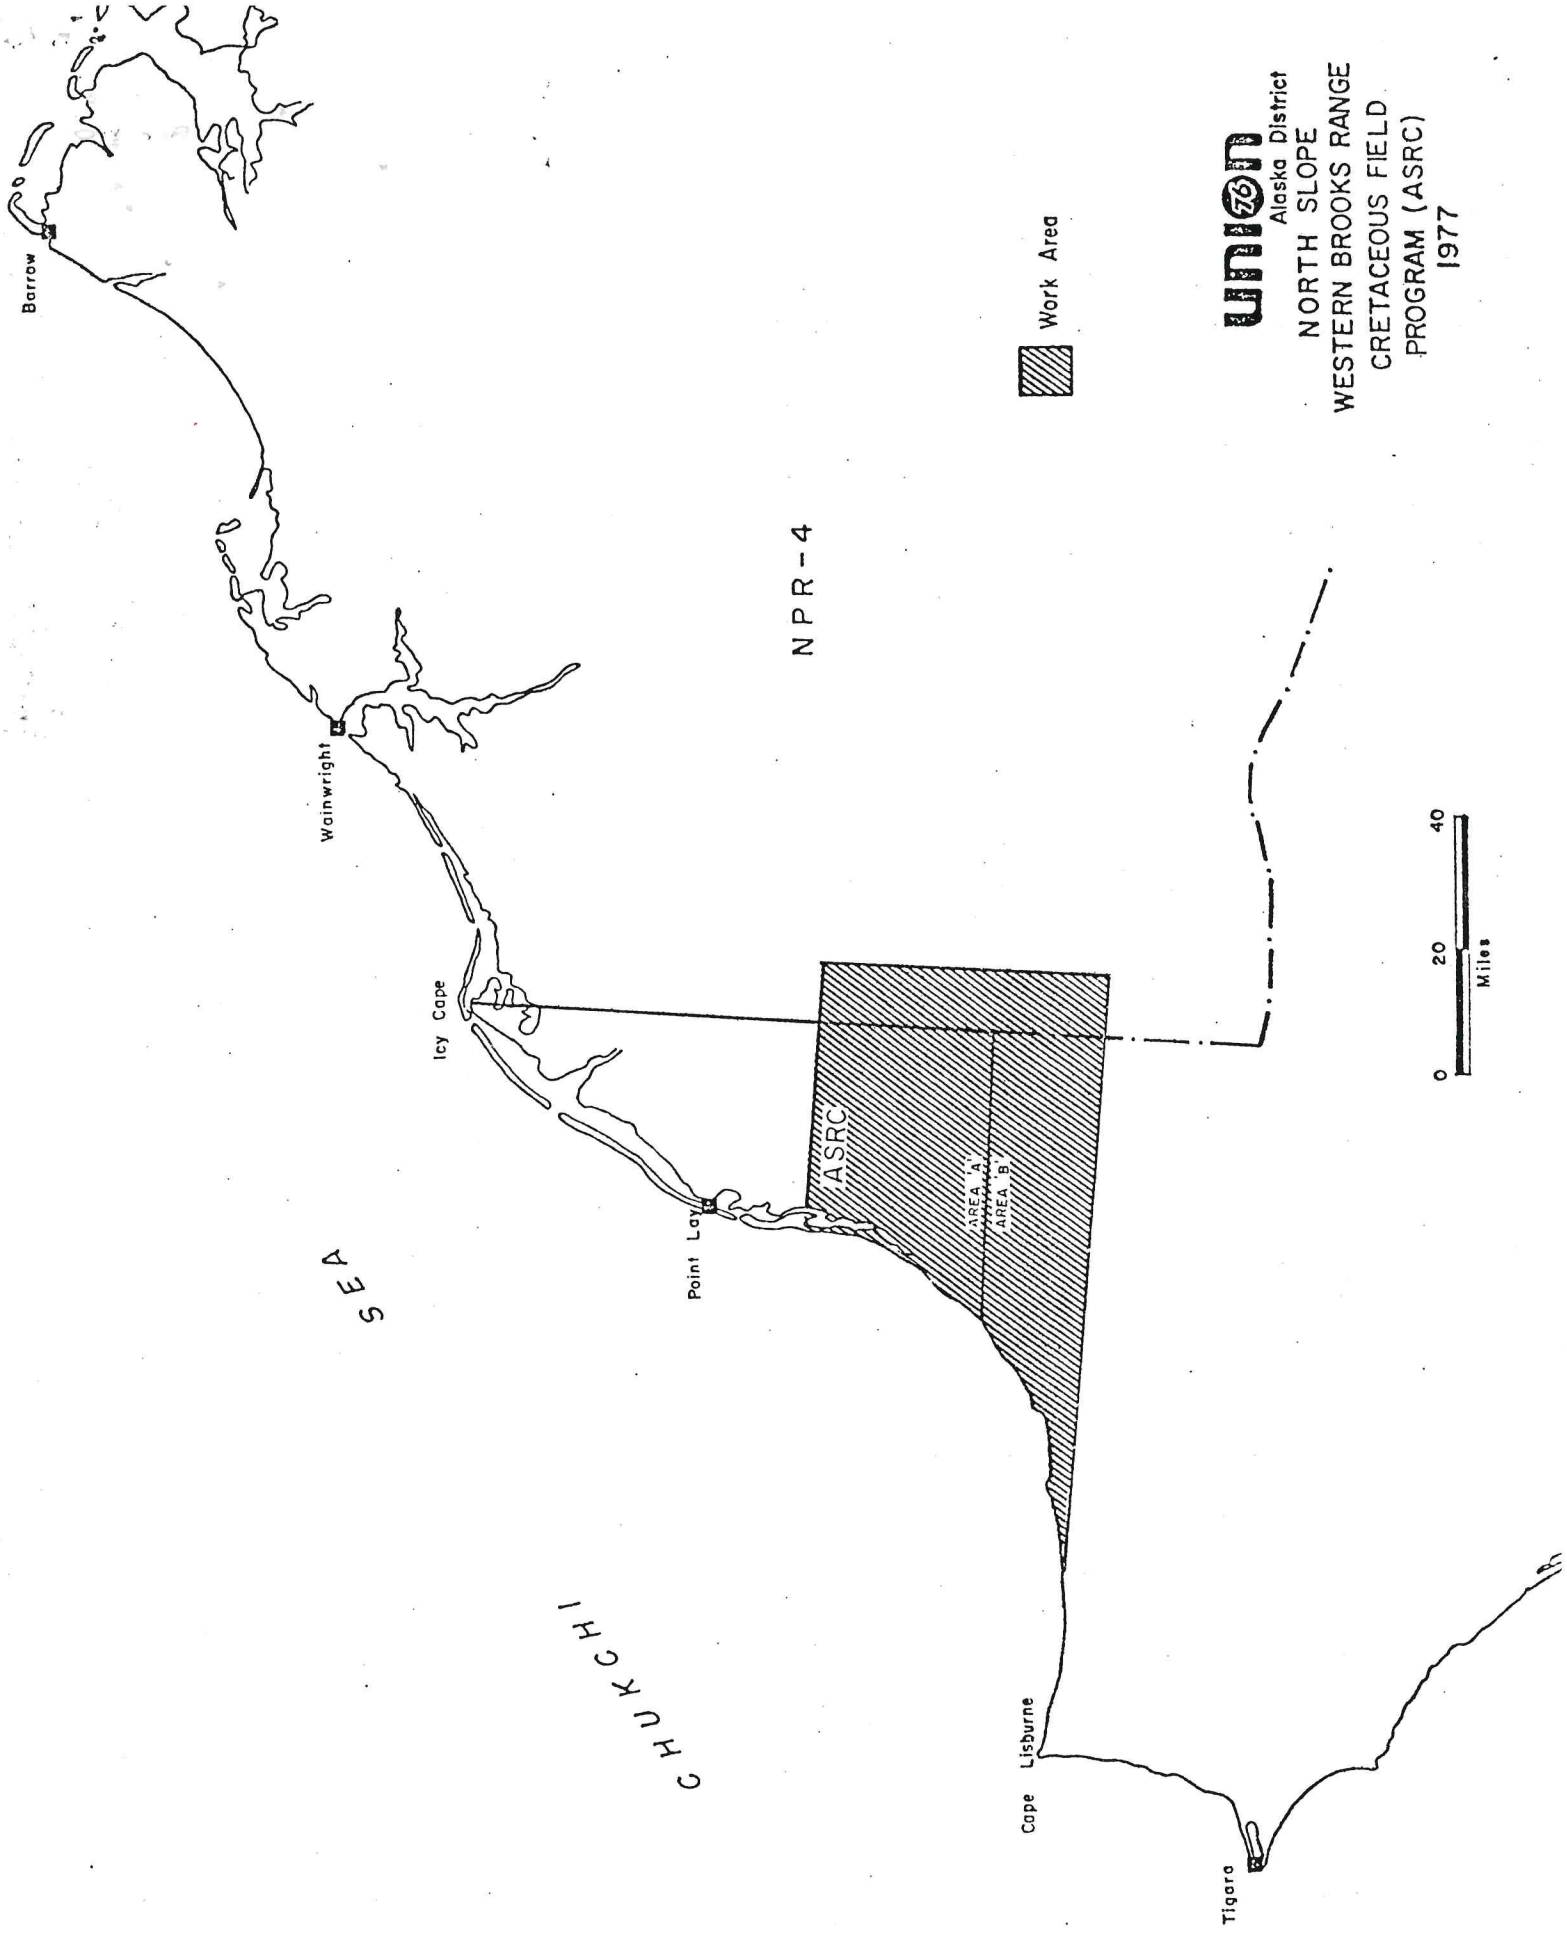 Barrow
Wainwright
Icy Cape
Point Lay
CHUKCHI
SEA
NPR-4
ASRC
AREA 'A'
AREA 'B'
Cape Lisburne
Tigara
Work Area
0 20 40
Miles
union 76
Alaska District
NORTH SLOPE
WESTERN BROOKS RANGE
CRETACEOUS FIELD
PROGRAM (ASRC)
1977